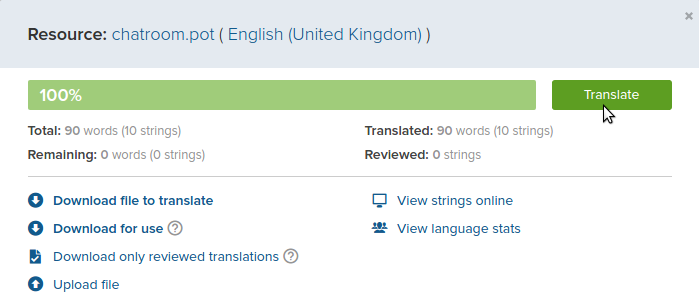 Resource: chatroom.pot ( English (United Kingdom) )
100%
Translate
Total: 90 words (10 strings)
Translated: 90 words (10 strings)
Remaining: 0 words (0 strings)
Reviewed: 0 strings
Download file to translate
View strings online
Download for use ?
View language stats
Download only reviewed translations ?
Upload file